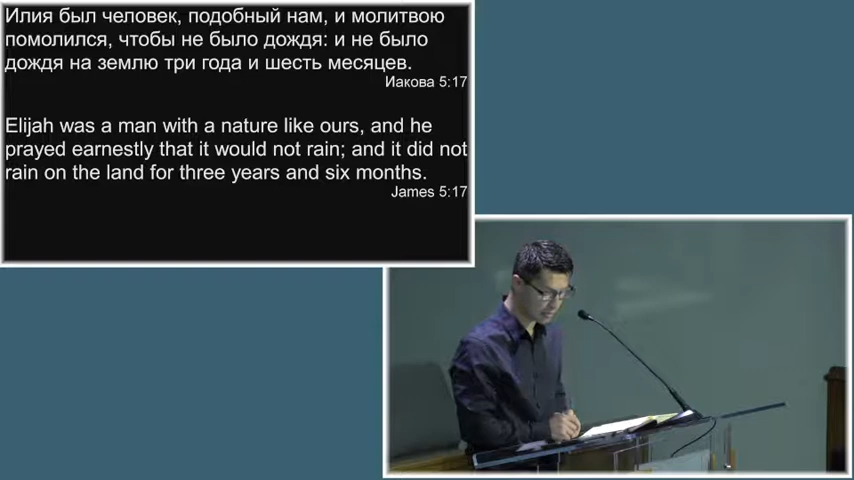 Илия был человек, подобный нам, и молитвою
помолился, чтобы не было дождя: и не было
дождя на землю три года и шесть месяцев.
Иакова 5:17
Elijah was a man with a nature like ours, and he
prayed earnestly that it would not rain; and it did not
rain on the land for three years and six months.
James 5:17